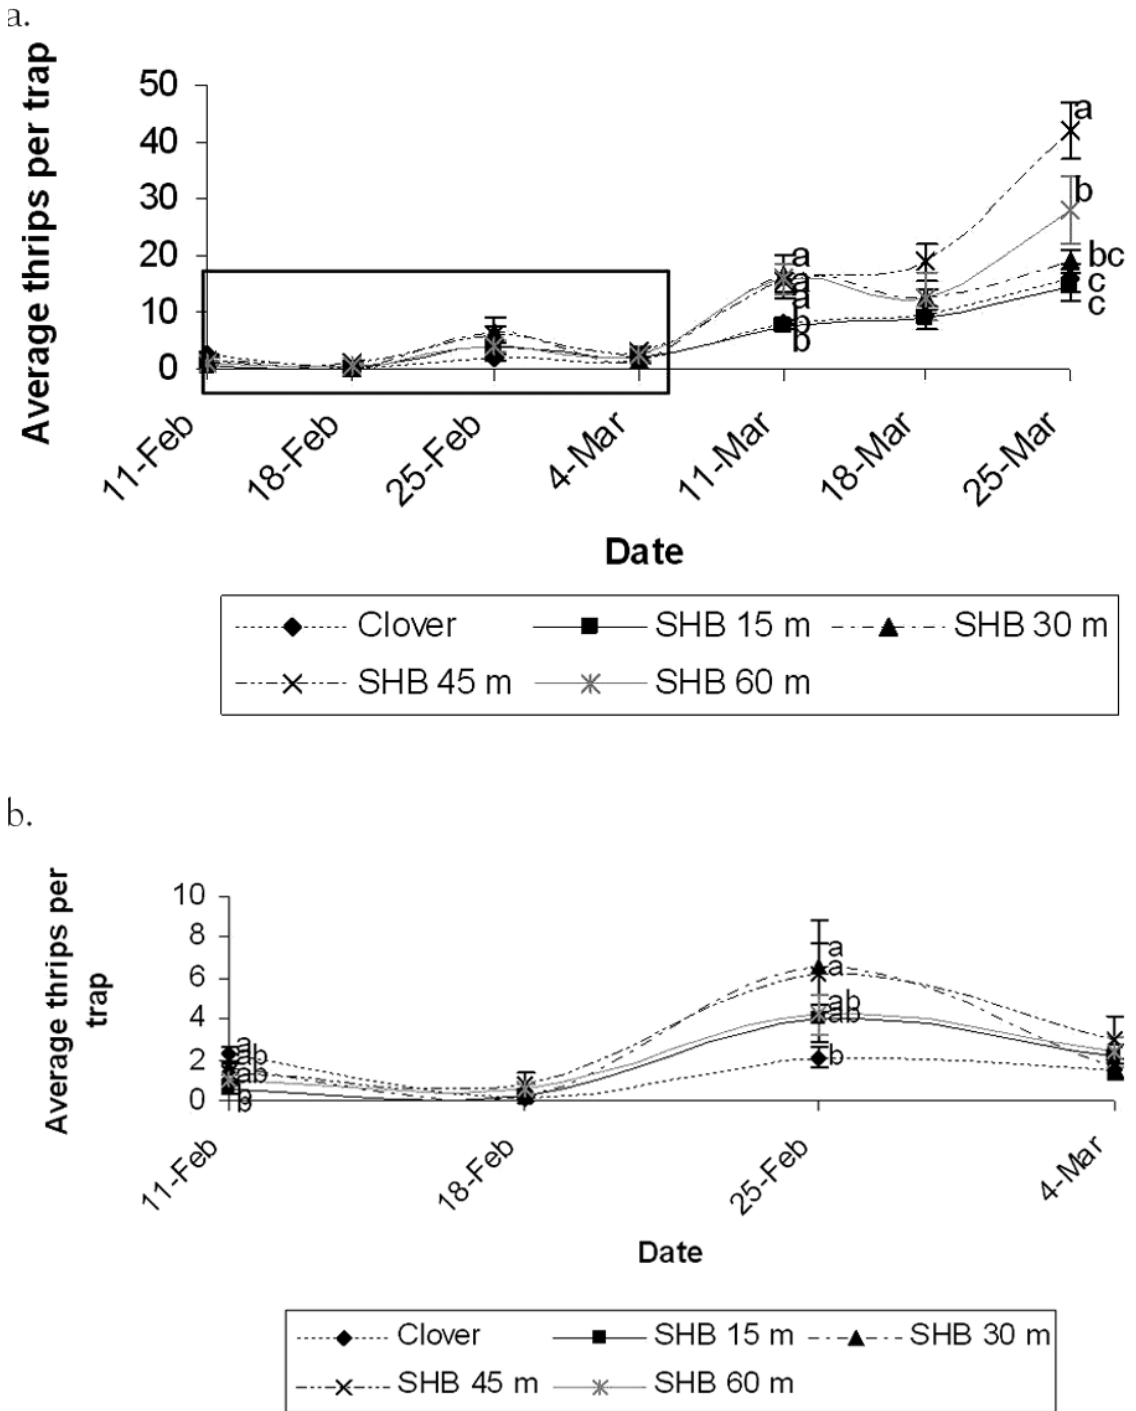 a.
Average thrips per trap
50
40
30
20
10
0
a
b
bc
c
c
a
a
a
b
b
11-Feb
18-Feb
25-Feb
4-Mar
11-Mar
18-Mar
25-Mar
Date
Clover SHB 15 m SHB 30 m
SHB 45 m SHB 60 m
b.
Average thrips per
trap
10
8
6
4
2
0
a
ab
ab
b
b
a
a
ab
ab
b
11-Feb
18-Feb
25-Feb
4-Mar
Date
Clover SHB 15 m SHB 30 m
SHB 45 m SHB 60 m